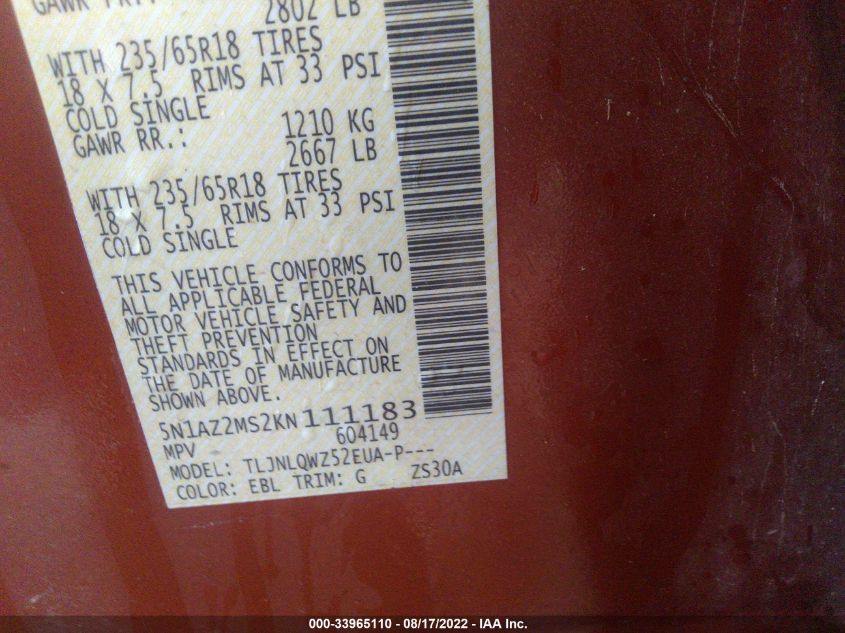 GAWR FRT.:
2802 LB
WITH 235/65R18 TIRES
18 X 7.5 RIMS AT 33 PSI
COLD SINGLE
GAWR RR.: 1210 KG
2667 LB
WITH 235/65R18 TIRES
18 X 7.5 RIMS AT 33 PSI
COLD SINGLE
THIS VEHICLE CONFORMS TO
ALL APPLICABLE FEDERAL
MOTOR VEHICLE SAFETY AND
THEFT PREVENTION
STANDARDS IN EFFECT ON
THE DATE OF MANUFACTURE
SHOWN ABOVE.
5N1AZ2MS2KN111183
MPV 604149
MODEL: TLJNLQWZ52EUA-P---
COLOR: EBL TRIM: G ZS30A
000-33965110 - 08/17/2022 - IAA Inc.